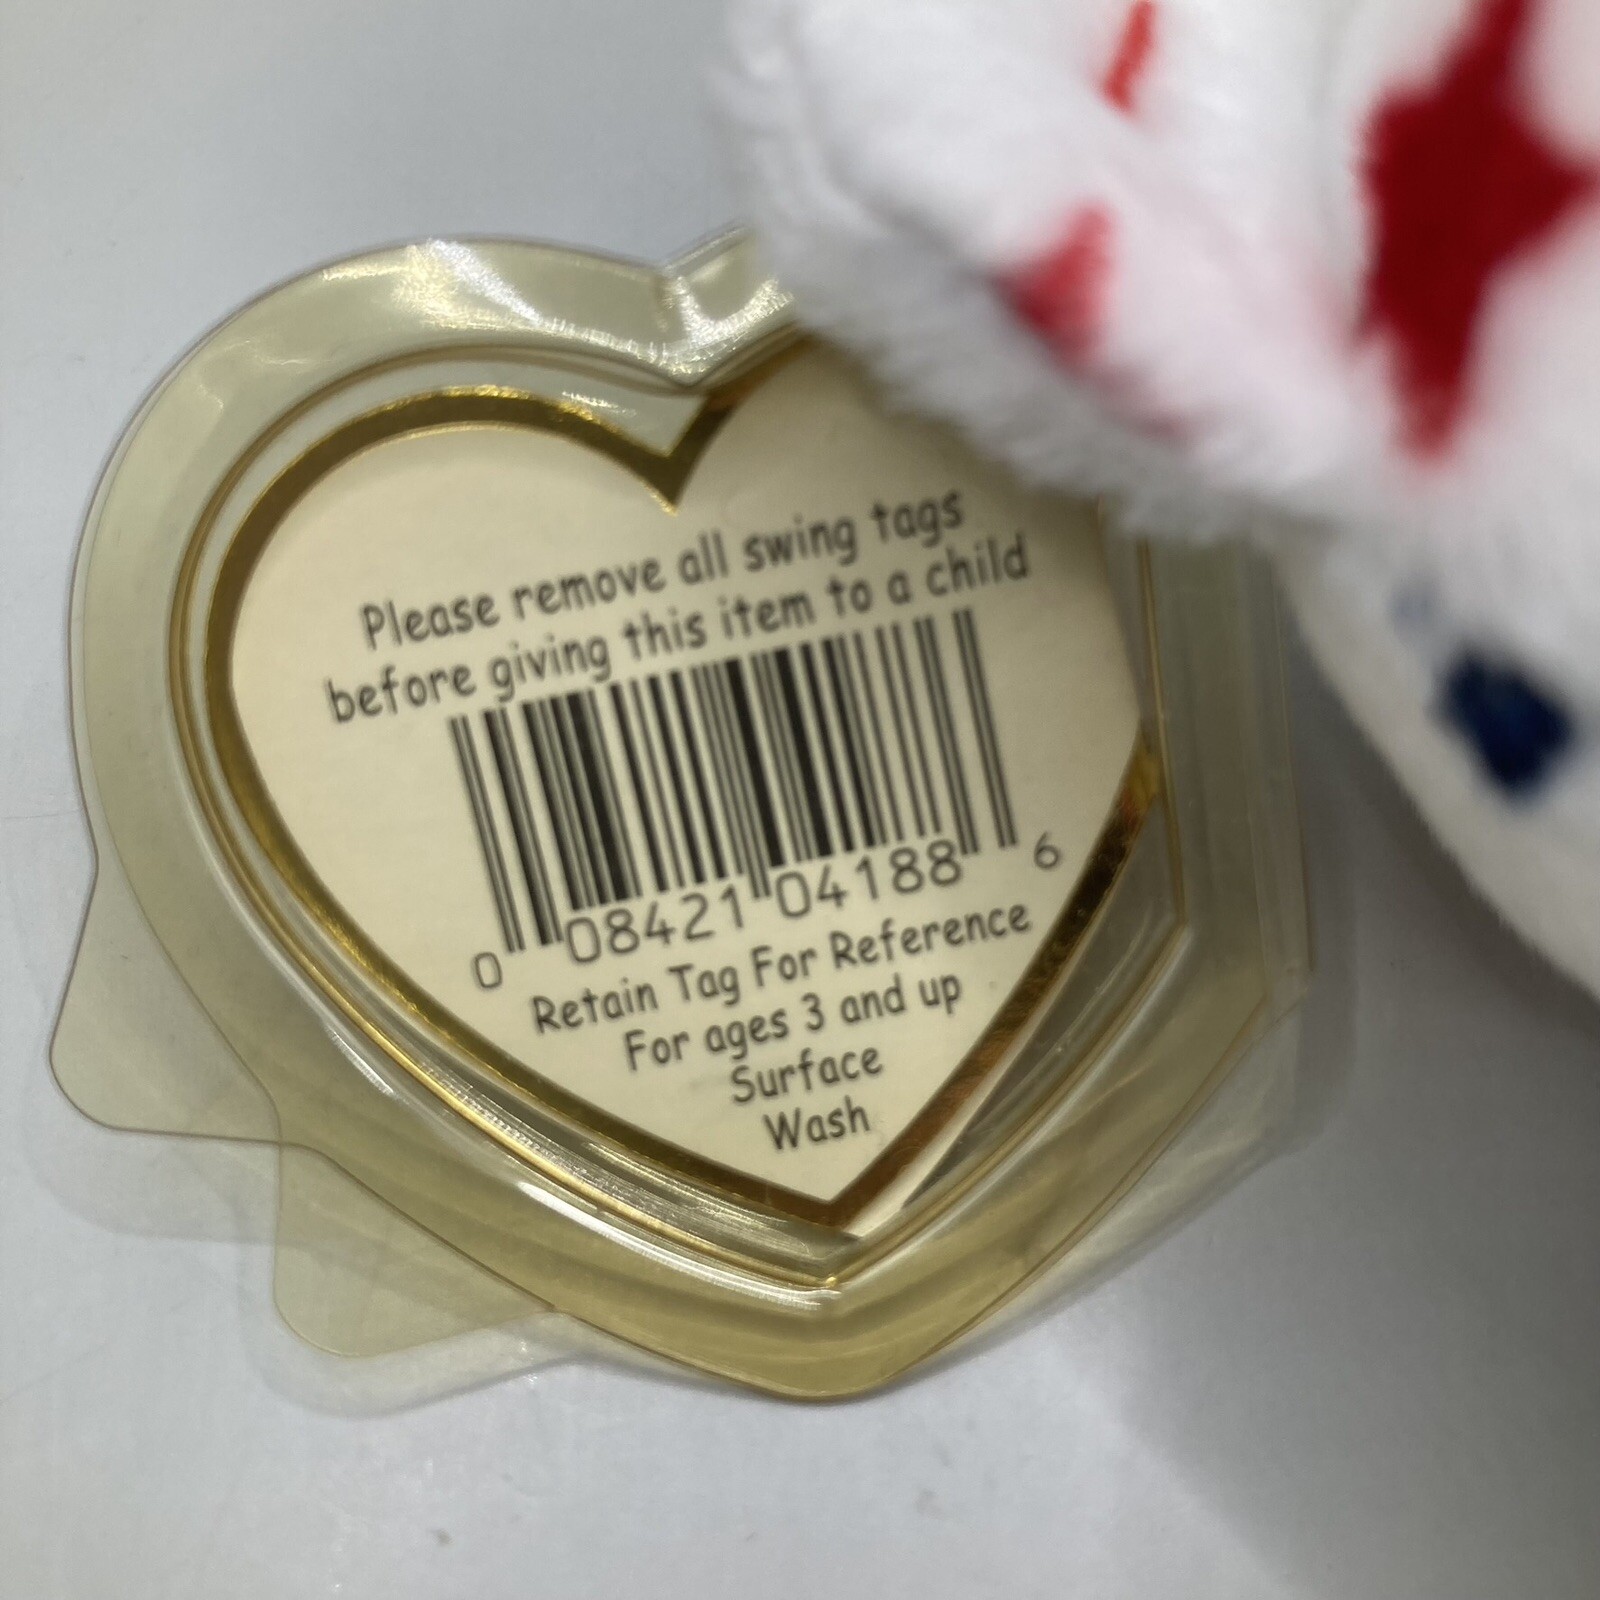 Please remove all swing tags
before giving this item to a child
0 08421 04188 6
Retain Tag For Reference
For ages 3 and up
Surface
Wash